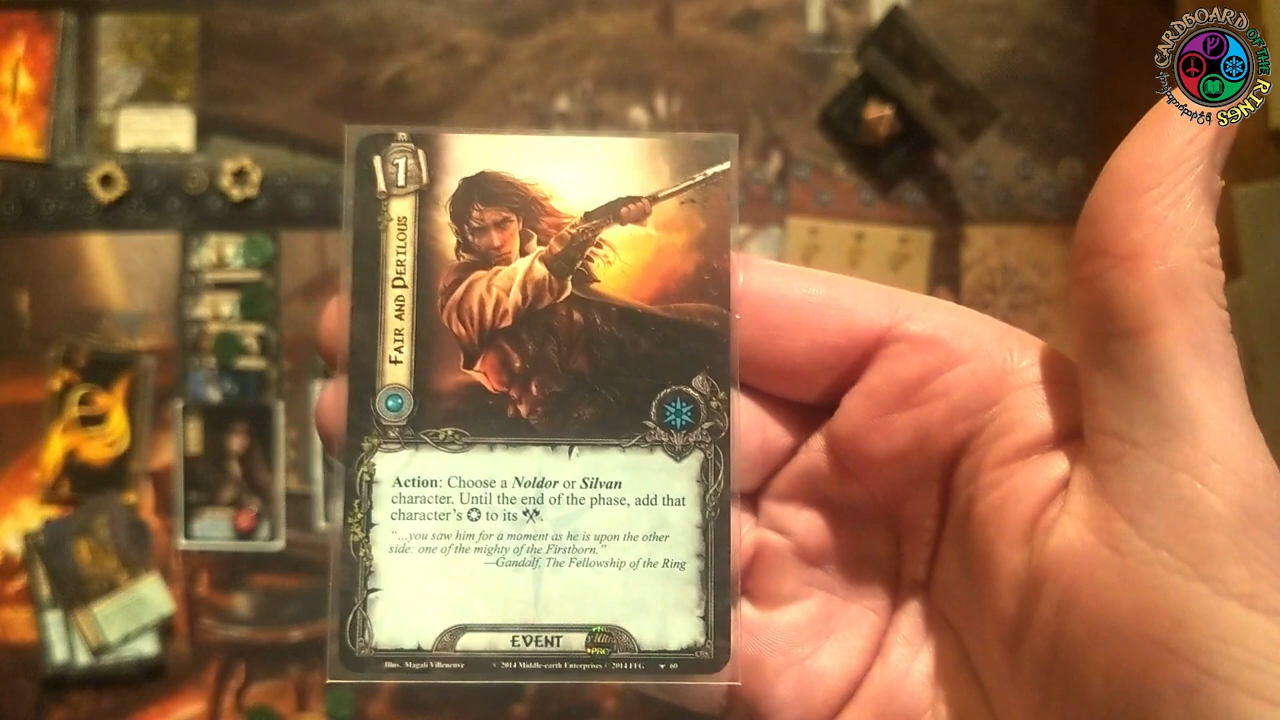 CARDBOARD OF THE RINGS
1
FAIR AND PERILOUS
Action: Choose a Noldor or Silvan
character. Until the end of the phase, add that
character's to its .
"...you saw him for a moment as he is upon the other
side: one of the mighty of the Firstborn."
—Gandalf, The Fellowship of the Ring
EVENT
PRO
Illus. Magali Villeneuve © 2014 Middle-earth Enterprises © 2014 FFG 60